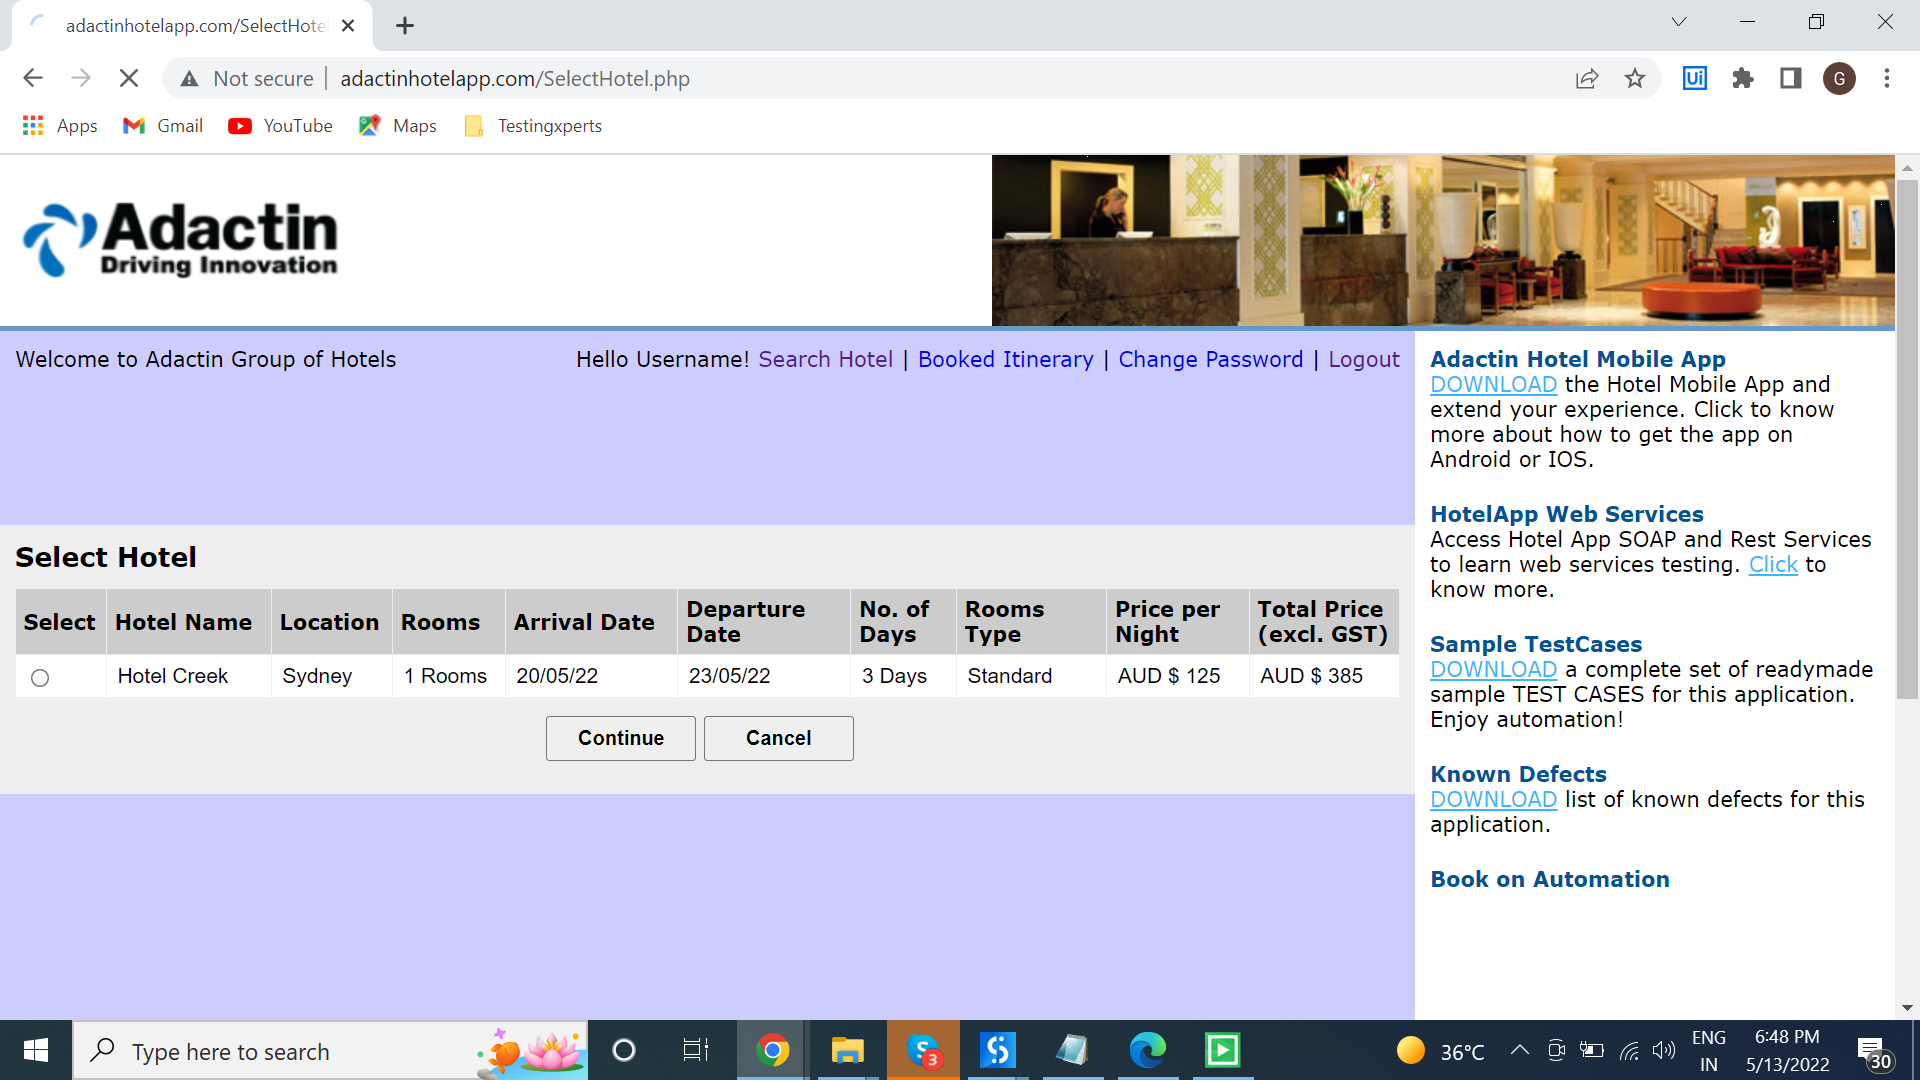 adactinhotelapp.com/SelectHote
Not secure | adactinhotelapp.com/SelectHotel.php
Ui
G
Apps
Gmail
YouTube
Maps
Testingxperts
Adactin
Driving Innovation
Welcome to Adactin Group of Hotels
Hello Username! Search Hotel | Booked Itinerary | Change Password | Logout
Select Hotel
Select Hotel Name Location Rooms Arrival Date Departure Date No. of Days Rooms Type Price per Night Total Price (excl. GST)
Hotel Creek Sydney 1 Rooms 20/05/22 23/05/22 3 Days Standard AUD $ 125 AUD $ 385
Continue Cancel
Adactin Hotel Mobile App
DOWNLOAD the Hotel Mobile App and
extend your experience. Click to know
more about how to get the app on
Android or IOS.
HotelApp Web Services
Access Hotel App SOAP and Rest Services
to learn web services testing. Click to
know more.
Sample TestCases
DOWNLOAD a complete set of readymade
sample TEST CASES for this application.
Enjoy automation!
Known Defects
DOWNLOAD list of known defects for this
application.
Book on Automation
Type here to search
S 3
36°C
ENG
IN
6:48 PM
5/13/2022
30